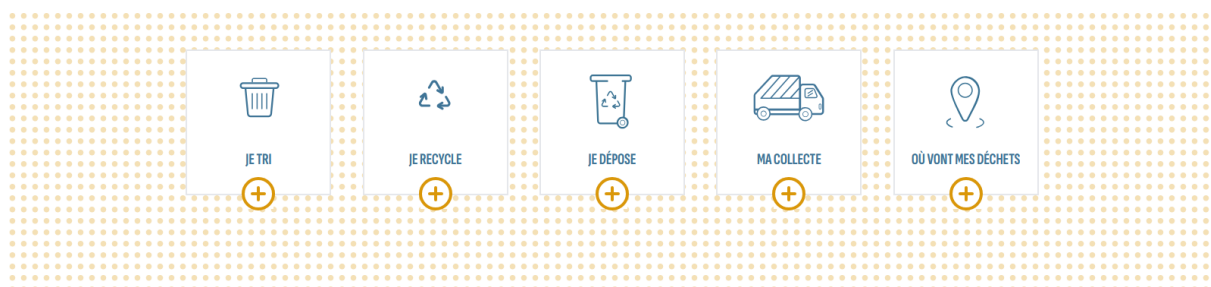 JE TRI
JE RECYCLE
JE DÉPOSE
MA COLLECTE
OÙ VONT MES DÉCHETS